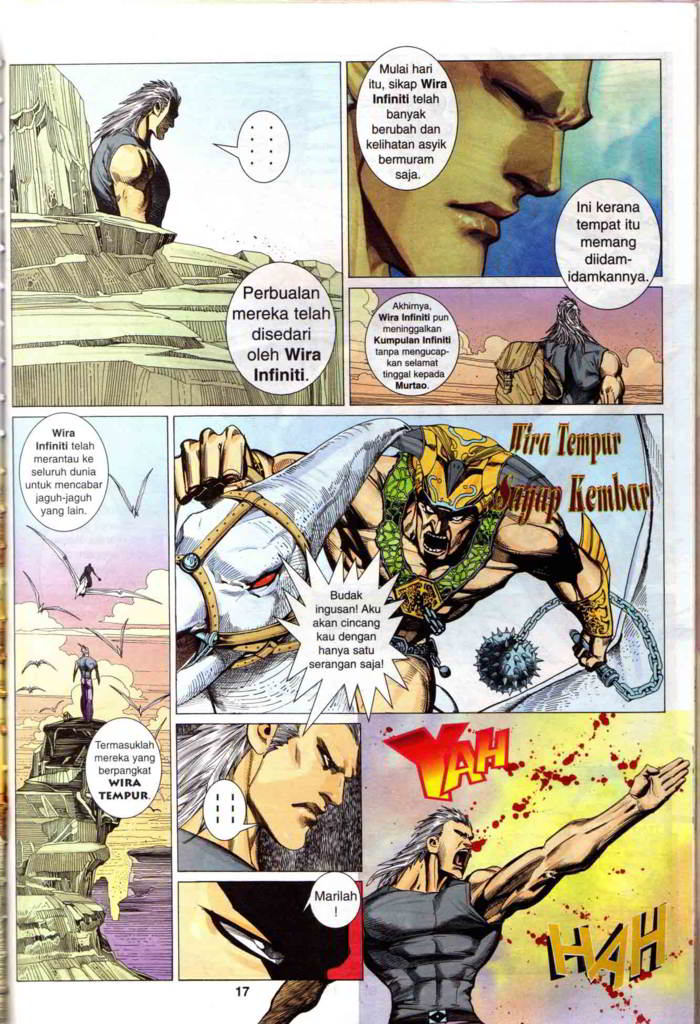 : : :
Perbualan
mereka telah
disedari
oleh Wira
Infiniti.
Mulai hari
itu, sikap Wira
Infiniti telah
banyak
berubah dan
kelihatan asyik
bermuram
saja.
Ini kerana
tempat itu
memang
diidam-
idamkannya.
Akhirnya,
Wira Infiniti pun
meninggalkan
Kumpulan Infiniti
tanpa mengucap-
kan selamat
tinggal kepada
Murtao.
Wira
Infiniti telah
merantau ke
seluruh dunia
untuk mencabar
jaguh-jaguh
yang lain.
Termasuklah
mereka yang
berpangkat
WIRA
TEMPUR.
Wira Tempur
Sayap Kembar
Budak
ingusan! Aku
akan cincang
kau dengan
hanya satu
serangan saja!
: : :
Marilah
!
YAH
HAH
17